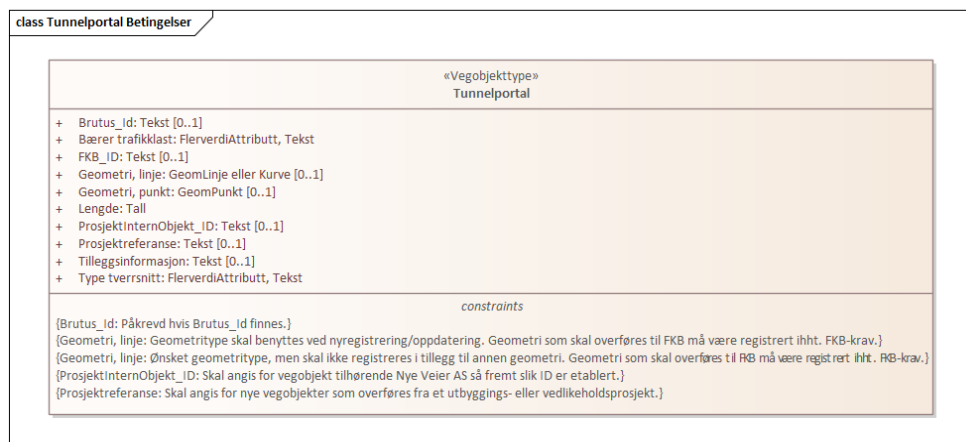 class Tunnelportal Betingelser
«Vegobjekttype»
Tunnelportal
+ Brutus_Id: Tekst [0..1]
+ Bærer trafikklast: FlerverdiAttributt, Tekst
+ FKB_ID: Tekst [0..1]
+ Geometri, linje: GeomLinje eller Kurve [0..1]
+ Geometri, punkt: GeomPunkt [0..1]
+ Lengde: Tall
+ ProsjektInternObjekt_ID: Tekst [0..1]
+ Prosjektreferanse: Tekst [0..1]
+ Tilleggsinformasjon: Tekst [0..1]
+ Type tverrsnitt: FlerverdiAttributt, Tekst
constraints
{Brutus_Id: Påkrevd hvis Brutus_Id finnes.}
{Geometri, linje: Geometritype skal benyttes ved nyregistrering/oppdatering. Geometri som skal overføres til FKB må være registrert ihht. FKB-krav.}
{Geometri, linje: Ønsket geometritype, men skal ikke registreres i tillegg til annen geometri. Geometri som skal overføres til FKB må være registrert ihht. FKB-krav.}
{ProsjektInternObjekt_ID: Skal angis for vegobjekt tilhørende Nye Veier AS så fremt slik ID er etablert.}
{Prosjektreferanse: Skal angis for nye vegobjekter som overføres fra et utbyggings- eller vedlikeholdsprosjekt.}